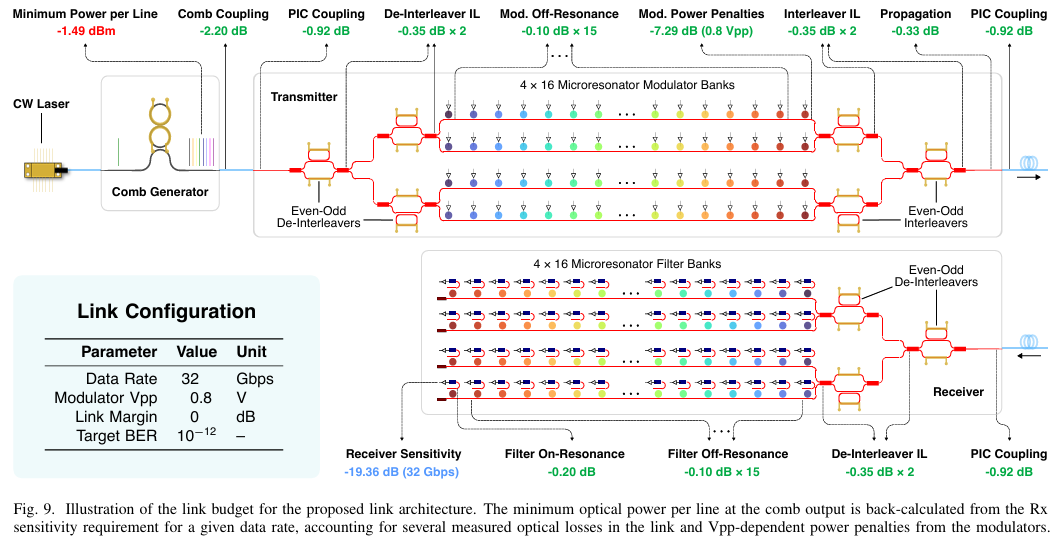 Minimum Power per Line Comb Coupling PIC Coupling De-Interleaver IL Mod. Off-Resonance Mod. Power Penalties Interleaver IL Propagation PIC Coupling
-1.49 dBm -2.20 dB -0.92 dB -0.35 dB × 2 -0.10 dB × 15 -7.29 dB (0.8 Vpp) -0.35 dB × 2 -0.33 dB -0.92 dB
...
4 × 16 Microresonator Modulator Banks
Transmitter
CW Laser
...
Comb Generator
...
Even-Odd
De-Interleavers
Even-Odd
Interleavers
4 × 16 Microresonator Filter Banks
Even-Odd
De-Interleavers
...
...
Receiver
...
Link Configuration
Parameter Value Unit
Data Rate 32 Gbps
Modulator Vpp 0.8 V
Link Margin 0 dB
Target BER 10⁻¹² –
Receiver Sensitivity Filter On-Resonance Filter Off-Resonance De-Interleaver IL PIC Coupling
-19.36 dB (32 Gbps) -0.20 dB -0.10 dB × 15 -0.35 dB × 2 -0.92 dB
Fig. 9. Illustration of the link budget for the proposed link architecture. The minimum optical power per line at the comb output is back-calculated from the Rx
sensitivity requirement for a given data rate, accounting for several measured optical losses in the link and Vpp-dependent power penalties from the modulators.